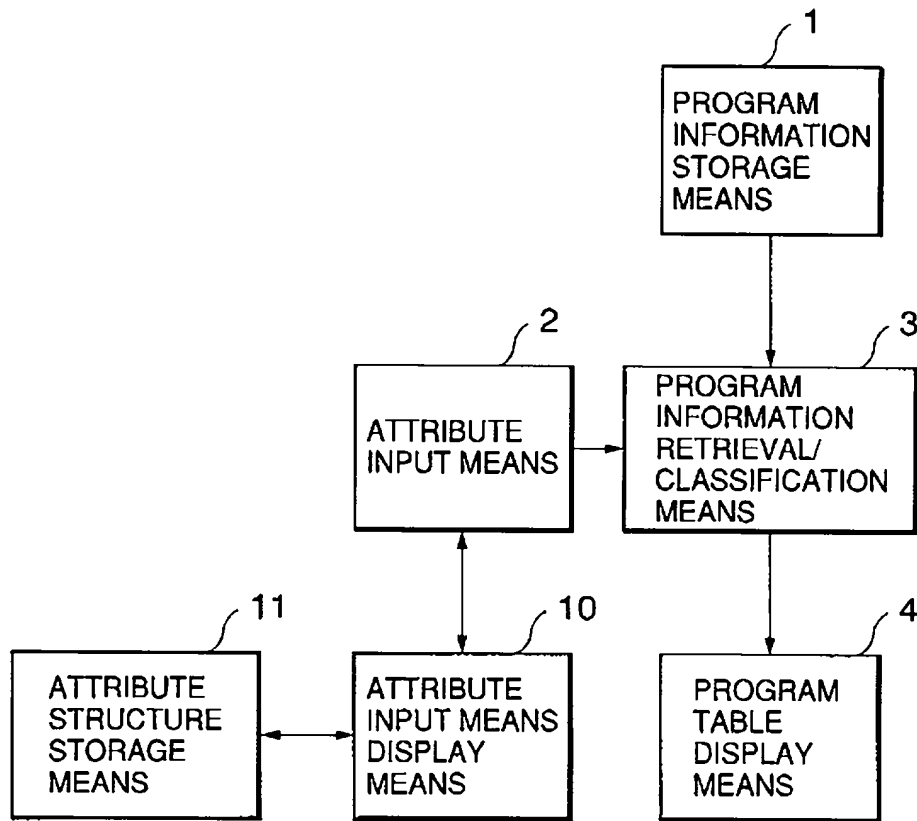 1
PROGRAM
INFORMATION
STORAGE
MEANS
2
ATTRIBUTE
INPUT MEANS
3
PROGRAM
INFORMATION
RETRIEVAL/
CLASSIFICATION
MEANS
11
ATTRIBUTE
STRUCTURE
STORAGE
MEANS
10
ATTRIBUTE
INPUT MEANS
DISPLAY
MEANS
4
PROGRAM
TABLE
DISPLAY
MEANS